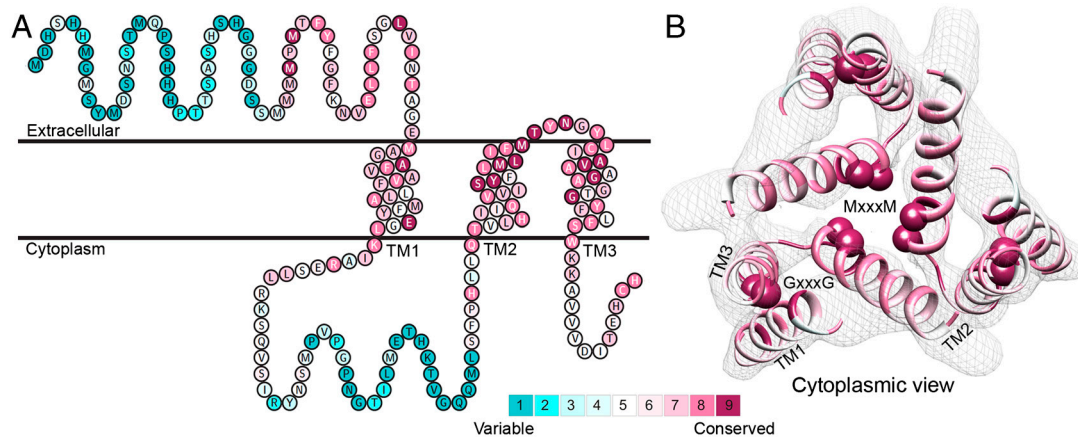 A
B
M D H S H H M G M S Y M D S N S T M Q P S H H H P T T S A S H S H G G G D S S M M M M P M T F Y F G F K N V E L L F S G L V I N T A G E M
Extracellular
Cytoplasm
TM1
TM2
TM3
K I A R E S L L R K S Q V S I R Y N S M P V P G P N G T I L M E T H K T V G Q Q M L S F P H L L Q T
M T Y N G Y L
W K K A V V V D I T E H C H
1 2 3 4 5 6 7 8 9
Variable
Conserved
MxxxM
GxxxG
TM3
TM1
TM2
Cytoplasmic view